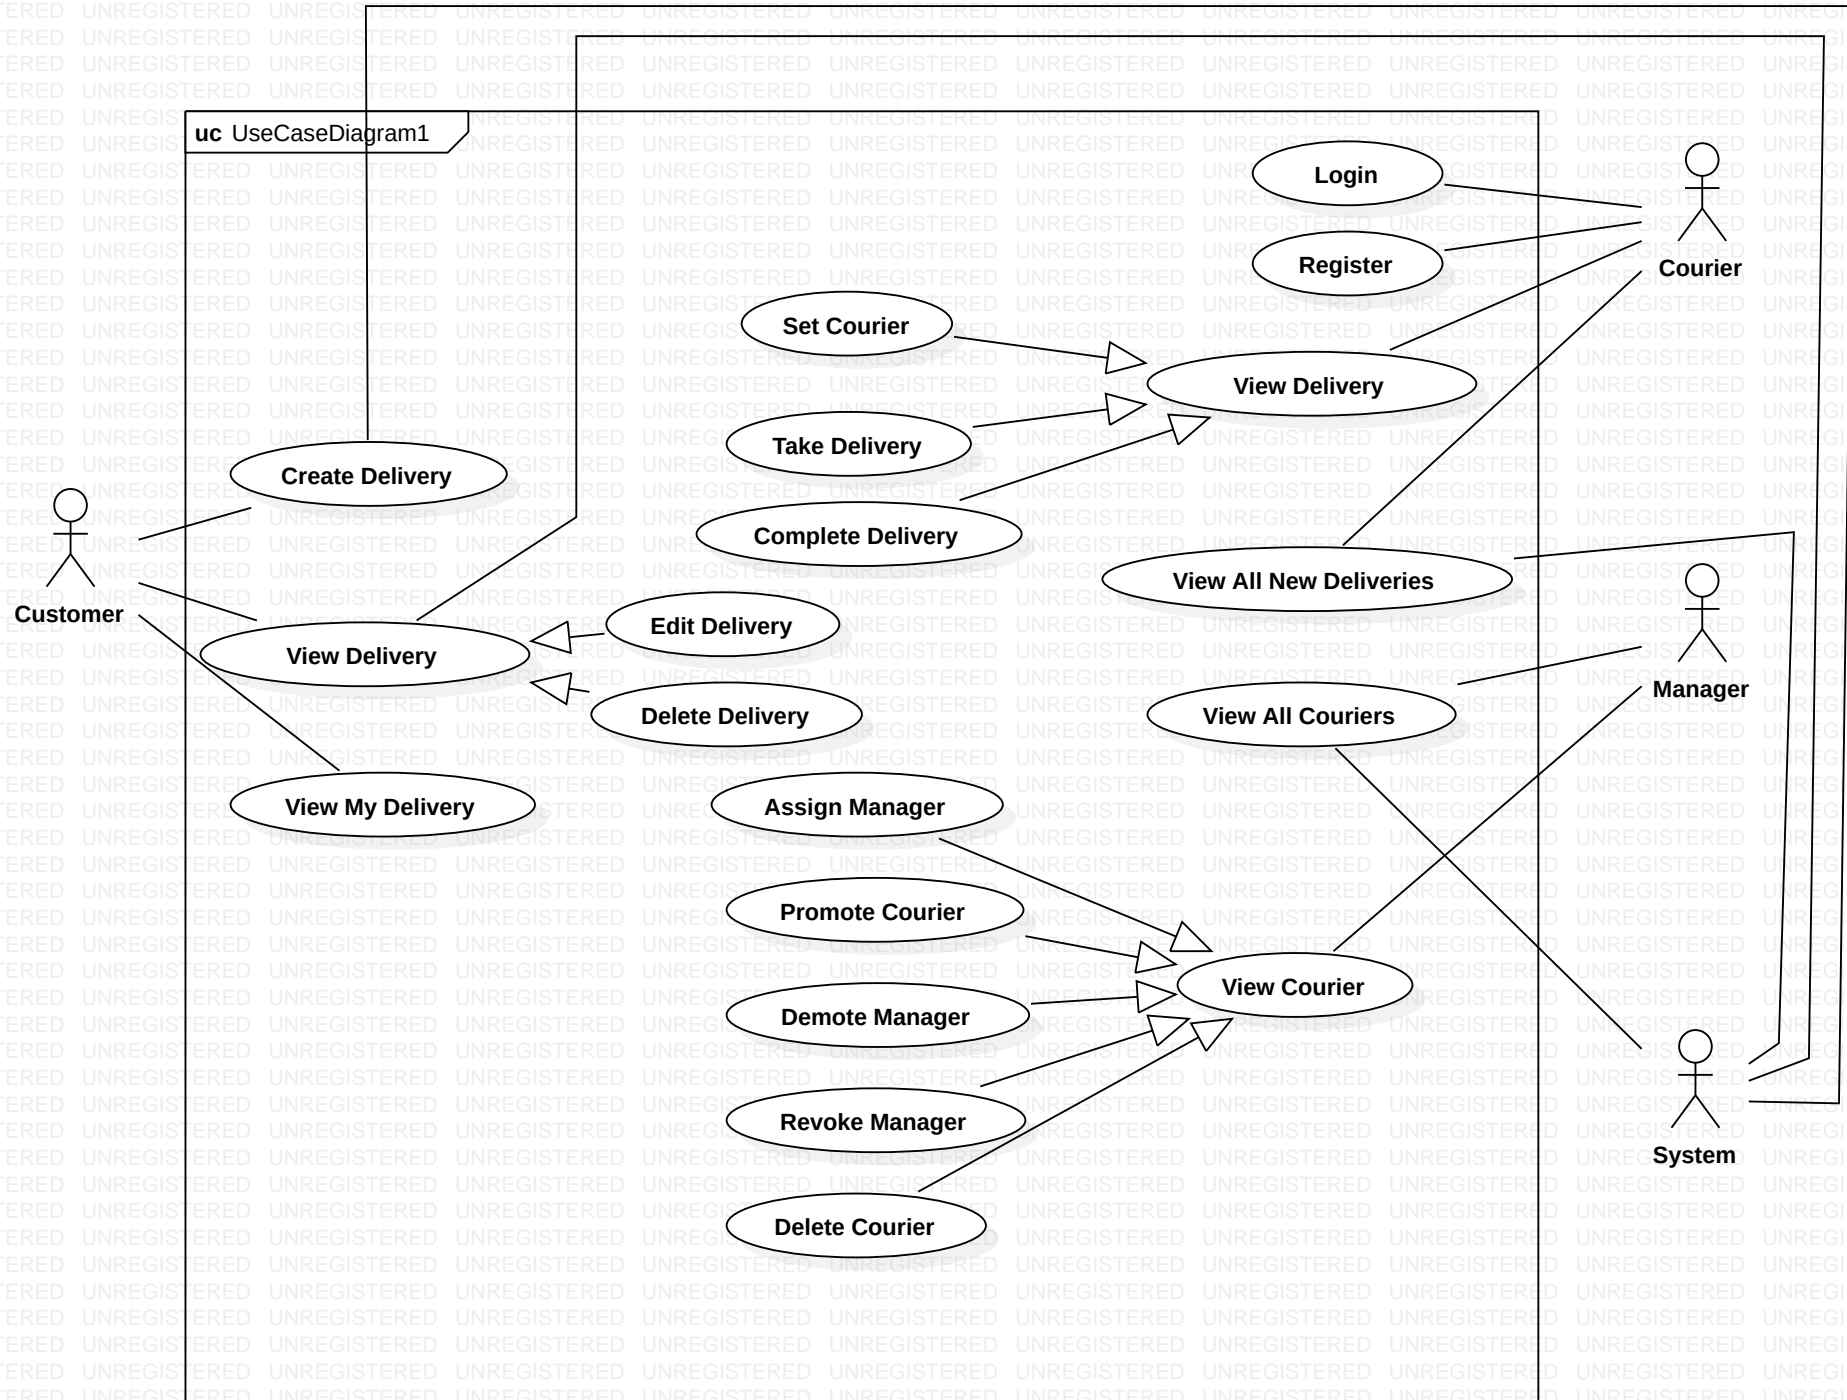 uc UseCaseDiagram1
Login
Courier
Register
Set Courier
View Delivery
Take Delivery
Create Delivery
Complete Delivery
View All New Deliveries
Customer
Edit Delivery
View Delivery
Manager
Delete Delivery
View All Couriers
View My Delivery
Assign Manager
Promote Courier
View Courier
Demote Manager
Revoke Manager
System
Delete Courier
UNREGISTERED